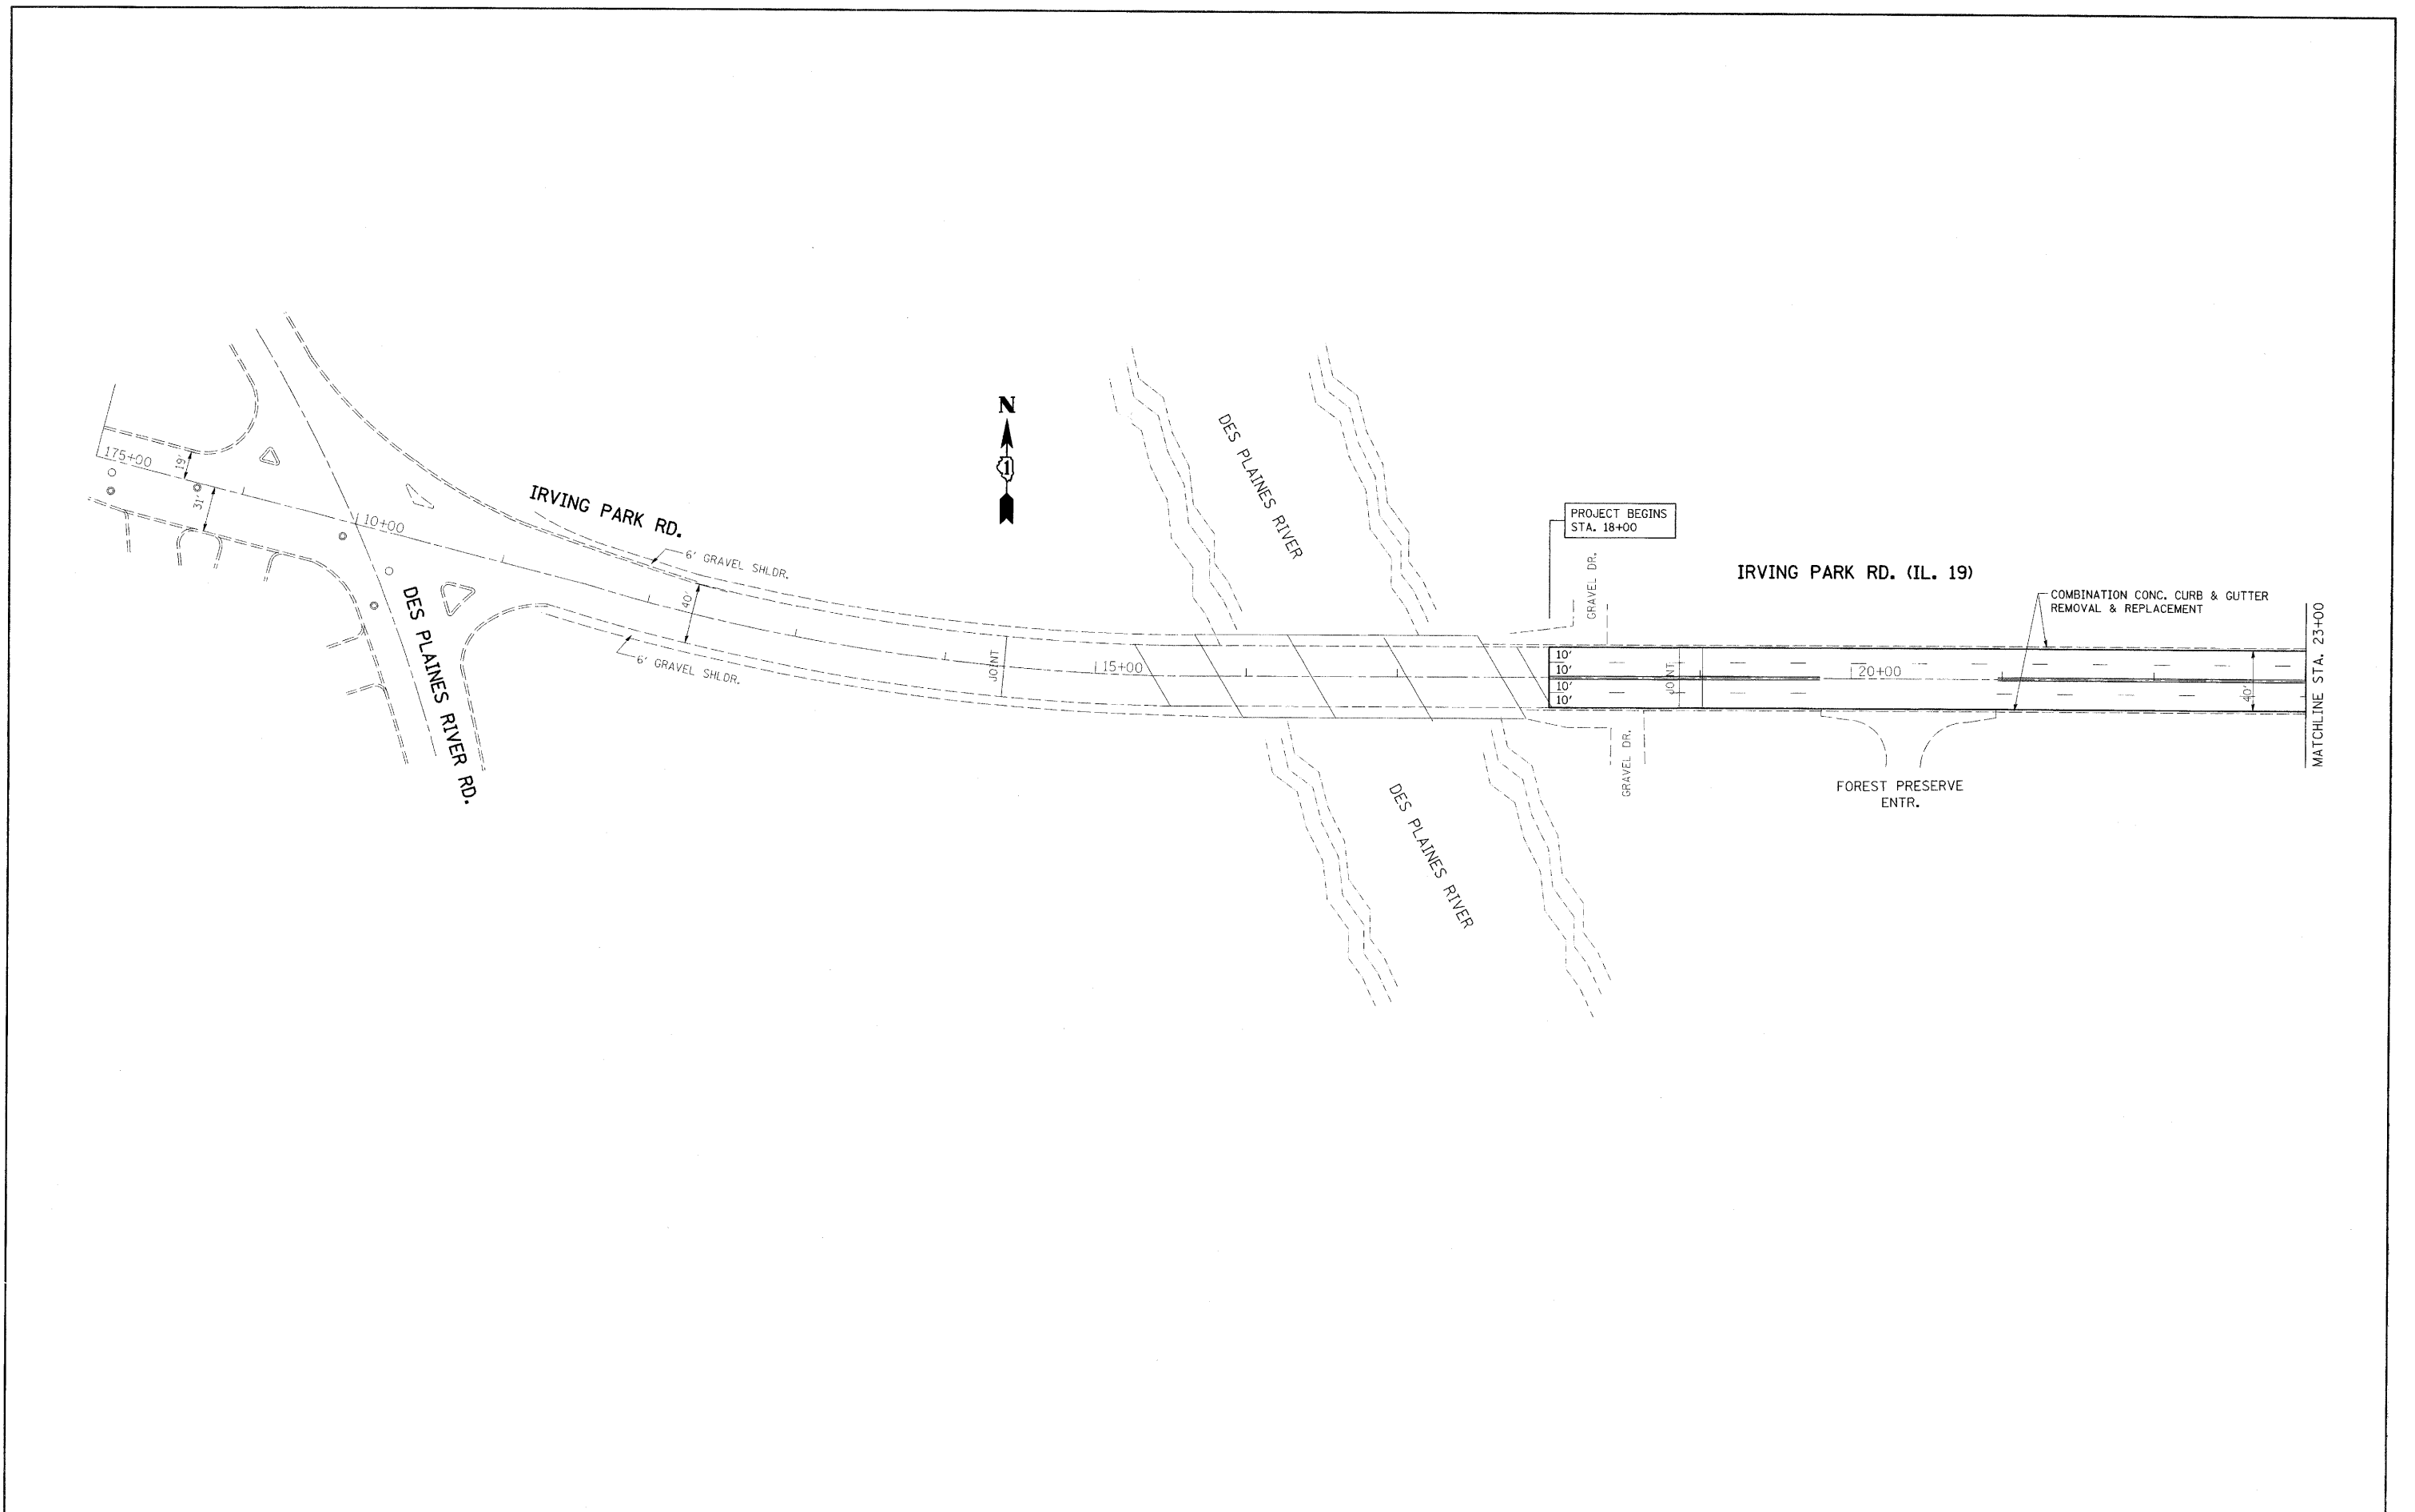 N
1
175+00
19'
31'
10+00
IRVING PARK RD.
6' GRAVEL SHLDR.
40'
6' GRAVEL SHLDR.
DES PLAINES RIVER RD.
JOINT
15+00
DES PLAINES RIVER
DES PLAINES RIVER
PROJECT BEGINS
STA. 18+00
GRAVEL DR.
GRAVEL DR.
IRVING PARK RD. (IL. 19)
COMBINATION CONC. CURB & GUTTER
REMOVAL & REPLACEMENT
10'
10'
10'
10'
JOINT
20+00
40'
MATCHLINE STA. 23+00
FOREST PRESERVE
ENTR.